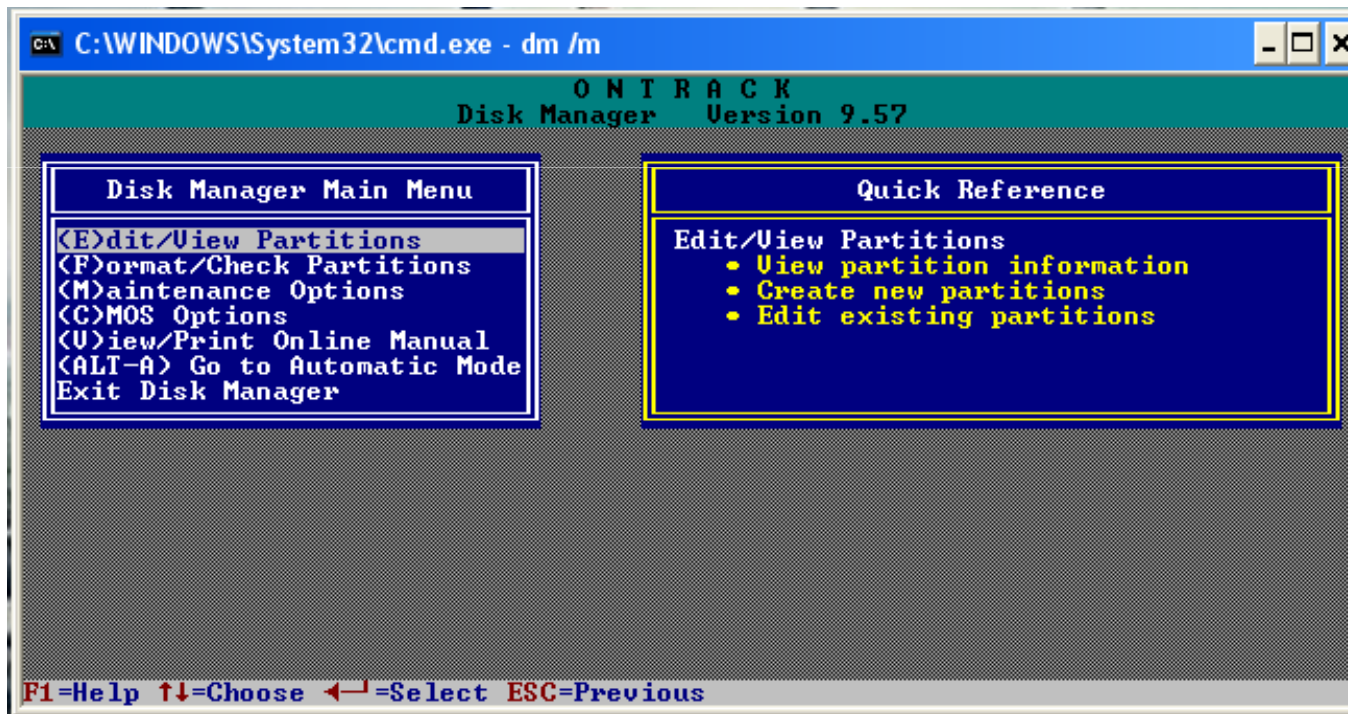 C:\WINDOWS\System32\cmd.exe - dm /m
O N T R A C K
Disk Manager Version 9.57
Disk Manager Main Menu
(E)dit/View Partitions
(F)ormat/Check Partitions
(M)aintenance Options
(C)MOS Options
(V)iew/Print Online Manual
(ALT-A) Go to Automatic Mode
Exit Disk Manager
Quick Reference
Edit/View Partitions
• View partition information
• Create new partitions
• Edit existing partitions
F1=Help ↑↓=Choose ◄─┘=Select ESC=Previous